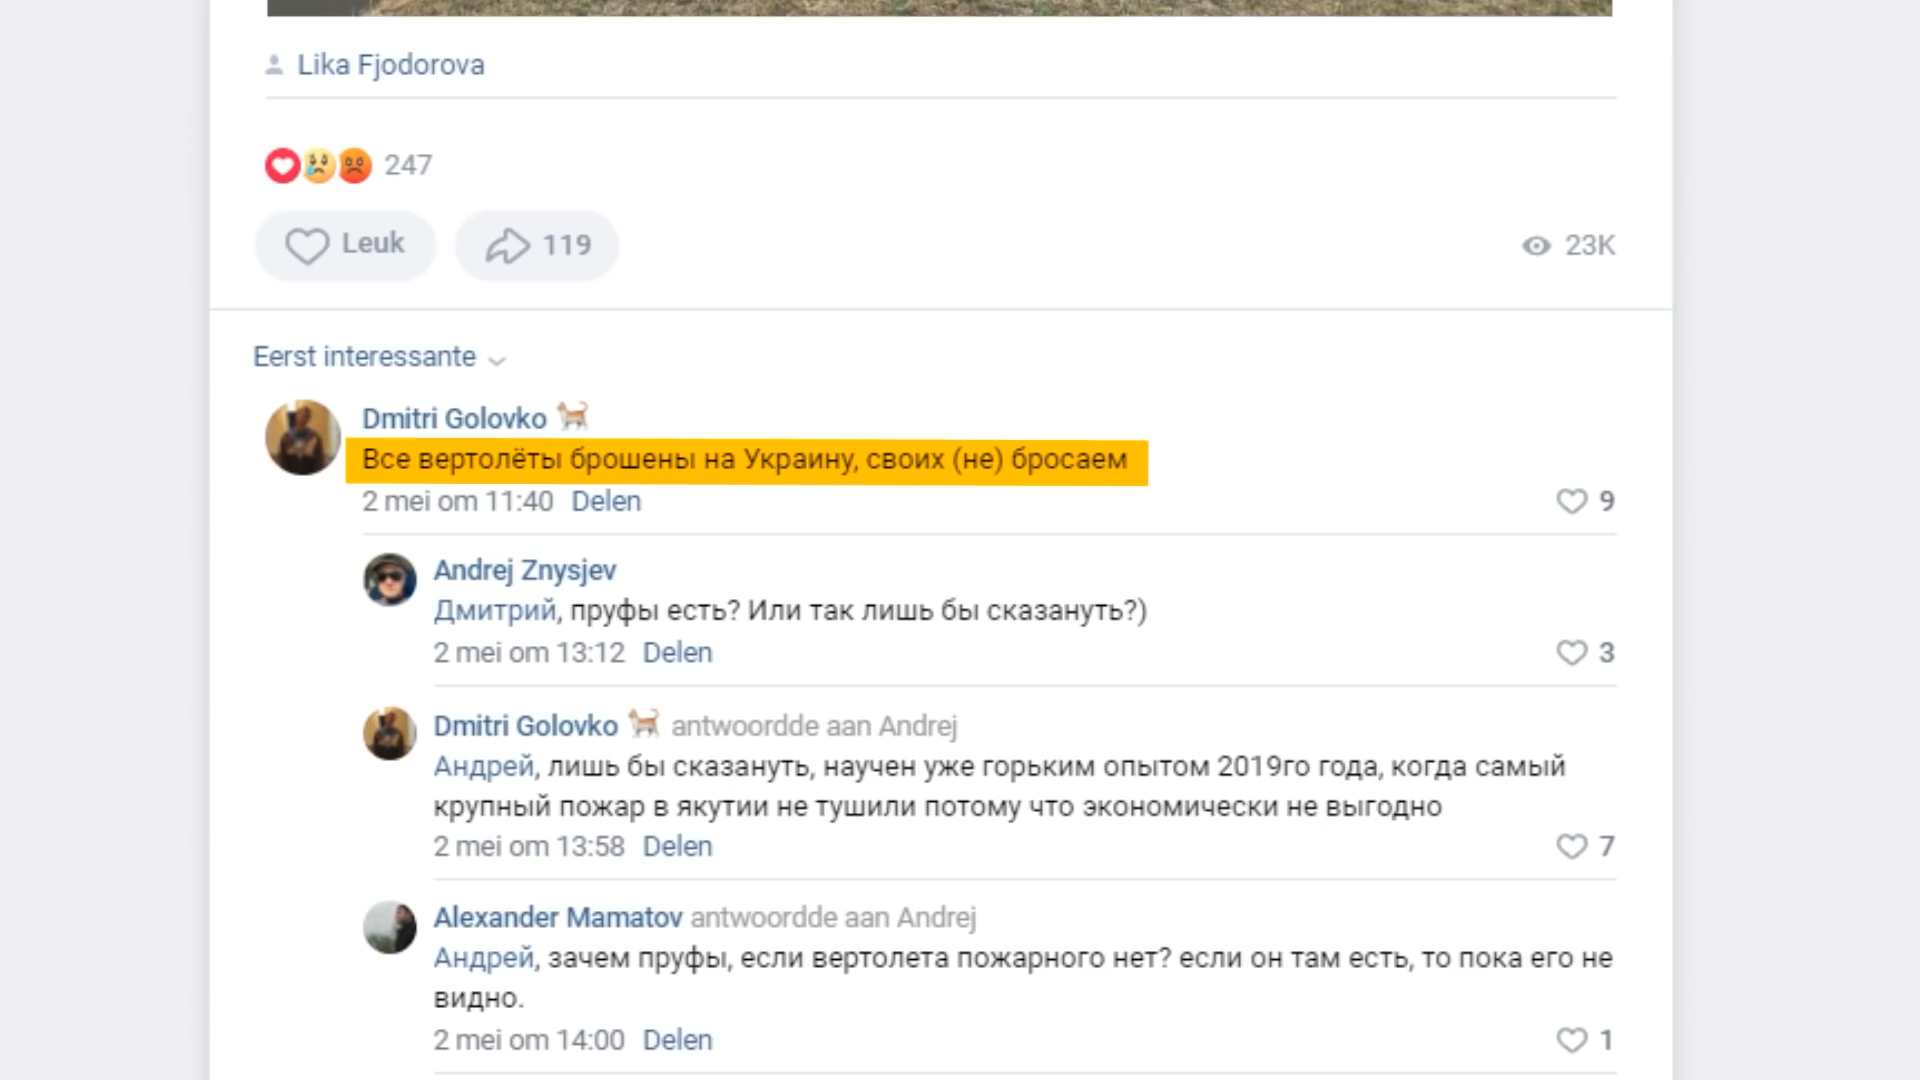 Lika Fjodorova
247
Leuk 119 23K
Eerst interessante
Dmitri Golovko
Все вертолёты брошены на Украину, своих (не) бросаем
2 mei om 11:40 Delen 9
Andrej Znysjev
Дмитрий, пруфы есть? Или так лишь бы сказануть?)
2 mei om 13:12 Delen 3
Dmitri Golovko antwoordde aan Andrej
Андрей, лишь бы сказануть, научен уже горьким опытом 2019го года, когда самый
крупный пожар в якутии не тушили потому что экономически не выгодно
2 mei om 13:58 Delen 7
Alexander Mamatov antwoordde aan Andrej
Андрей, зачем пруфы, если вертолета пожарного нет? если он там есть, то пока его не
видно.
2 mei om 14:00 Delen 1